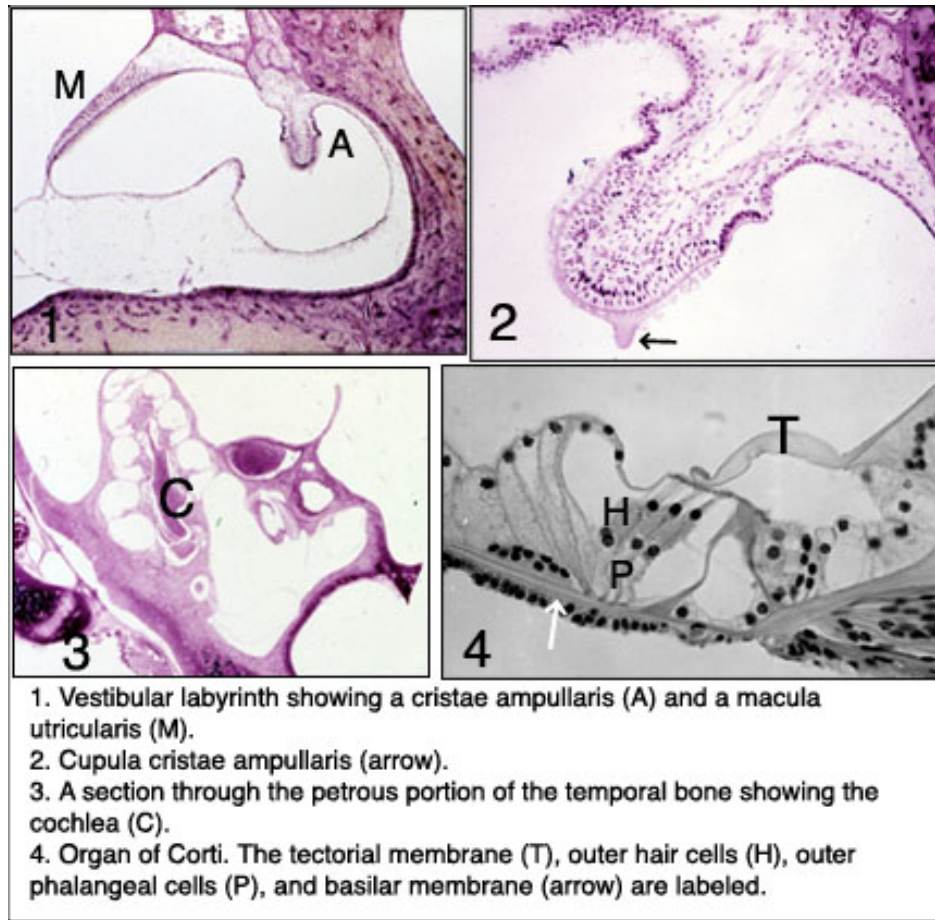 M
A
1
2
C
3
T
H
P
4
1. Vestibular labyrinth showing a cristae ampullaris (A) and a macula
utricularis (M).
2. Cupula cristae ampullaris (arrow).
3. A section through the petrous portion of the temporal bone showing the
cochlea (C).
4. Organ of Corti. The tectorial membrane (T), outer hair cells (H), outer
phalangeal cells (P), and basilar membrane (arrow) are labeled.